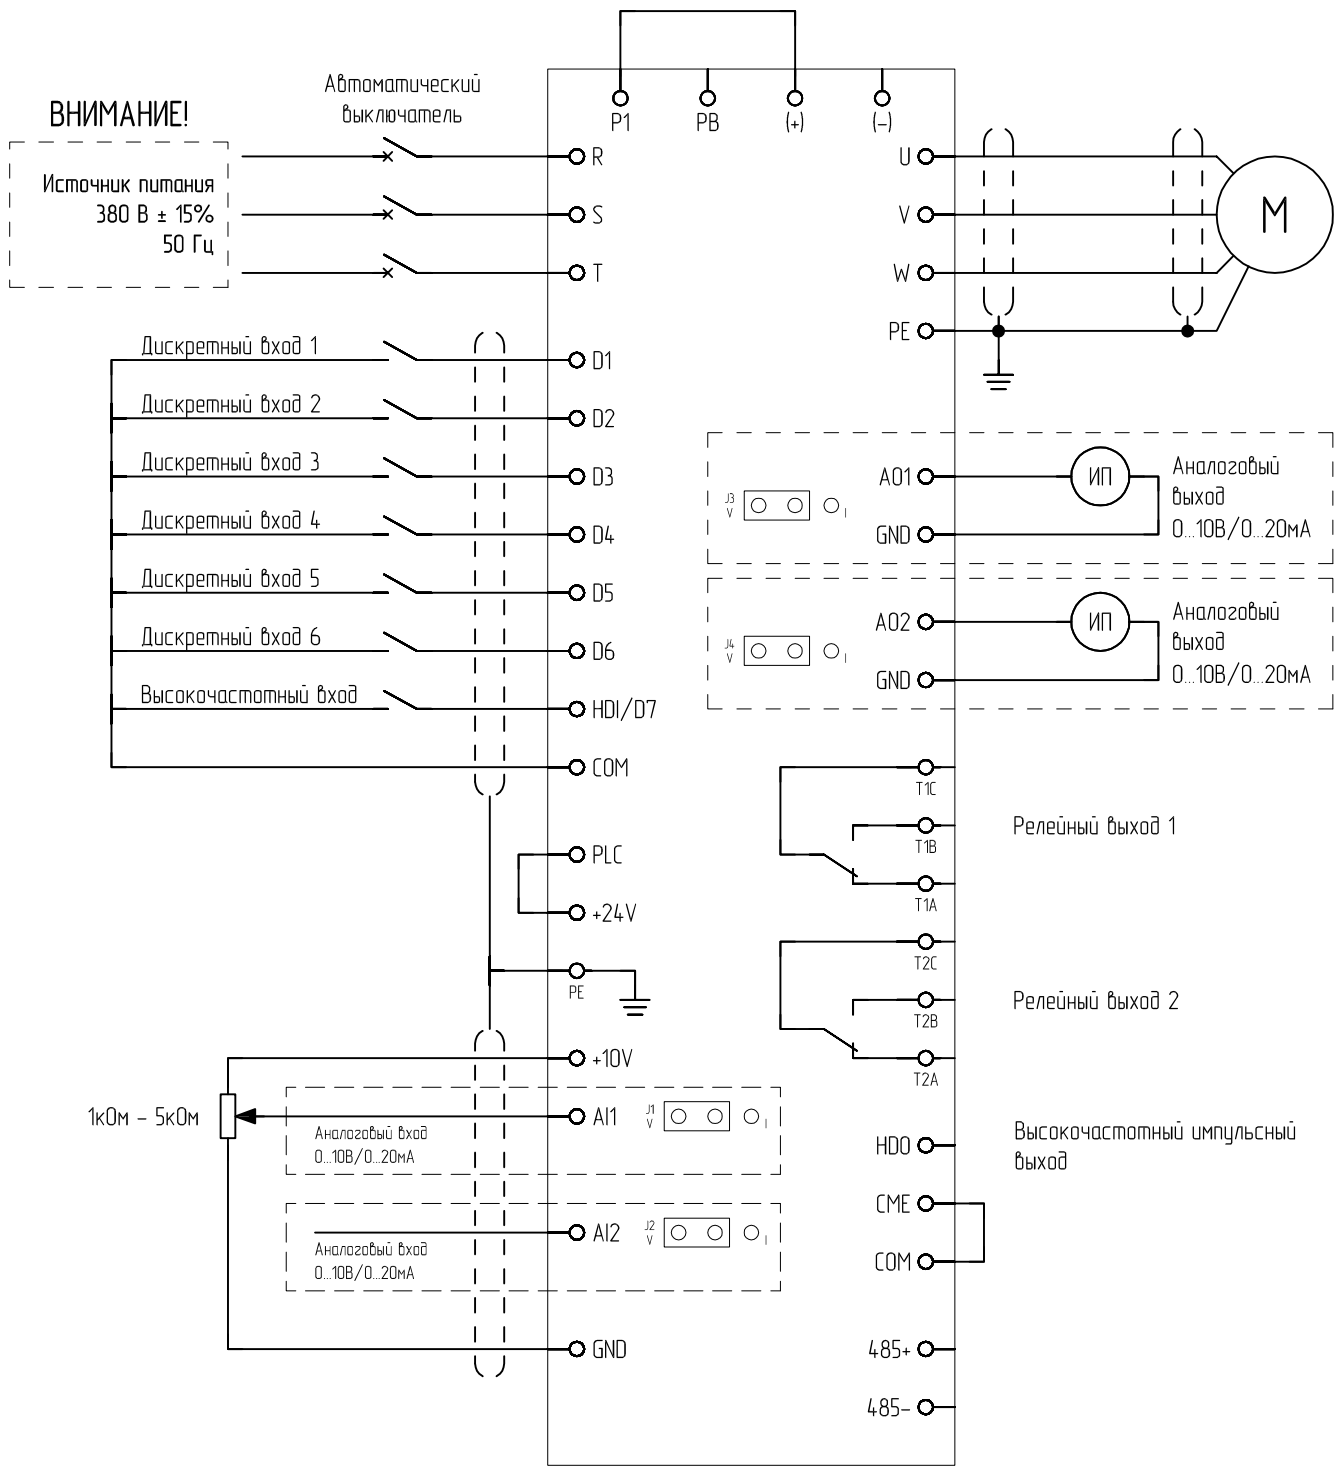 P1
PB
(+)
(-)
ВНИМАНИЕ!
Автоматический
выключатель
Источник питания
380 В ± 15%
50 Гц
R
S
T
U
V
W
PE
M
Дискретный вход 1
D1
Дискретный вход 2
D2
Дискретный вход 3
D3
Дискретный вход 4
D4
Дискретный вход 5
D5
Дискретный вход 6
D6
Высокочастотный вход
HDI/D7
COM
PLC
+24V
PE
+10V
1кОм - 5кОм
AI1
J1
V
I
Аналоговый вход
0...10В/0...20мА
AI2
J2
V
I
Аналоговый вход
0...10В/0...20мА
GND
AO1
J3
V
I
GND
ИП
Аналоговый
выход
0...10В/0...20мА
AO2
J4
V
I
GND
ИП
Аналоговый
выход
0...10В/0...20мА
T1C
T1B
T1A
Релейный выход 1
T2C
T2B
T2A
Релейный выход 2
HDO
Высокочастотный импульсный
выход
CME
COM
485+
485-